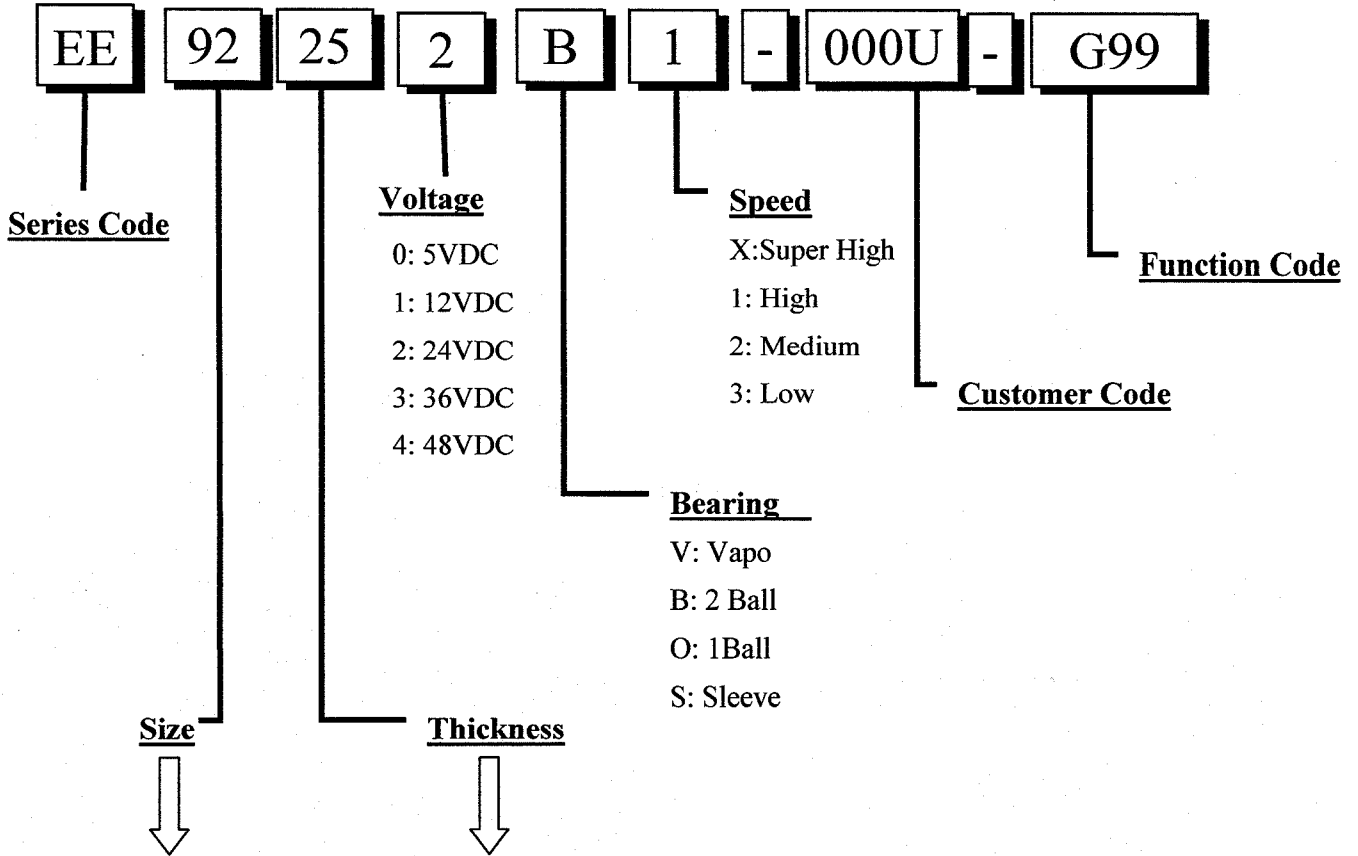 EE 92 25 2 B 1 - 000U - G99
Series Code
Voltage
0: 5VDC
1: 12VDC
2: 24VDC
3: 36VDC
4: 48VDC
Speed
X:Super High
1: High
2: Medium
3: Low
Function Code
Customer Code
Bearing
V: Vapo
B: 2 Ball
O: 1Ball
S: Sleeve
Size
Thickness